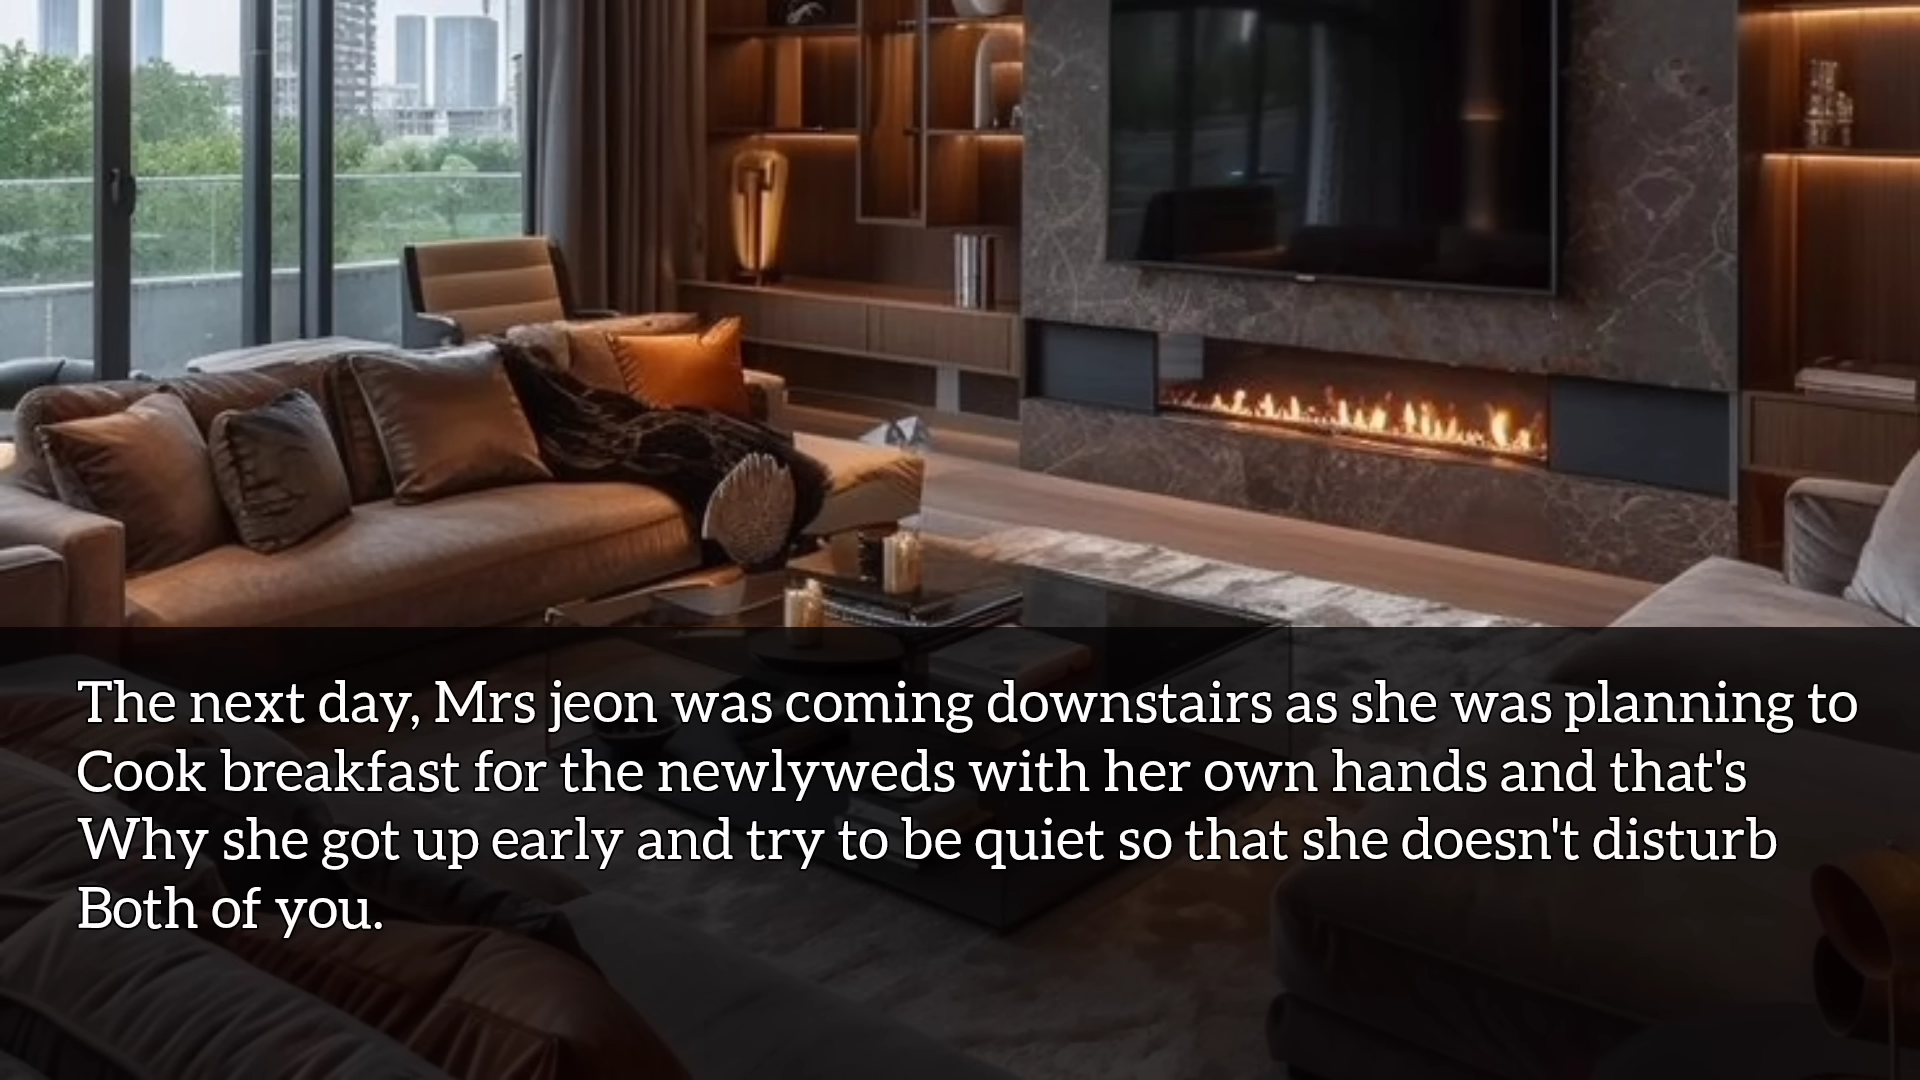 The next day, Mrs jeon was coming downstairs as she was planning to
Cook breakfast for the newlyweds with her own hands and that's
Why she got up early and try to be quiet so that she doesn't disturb
Both of you.